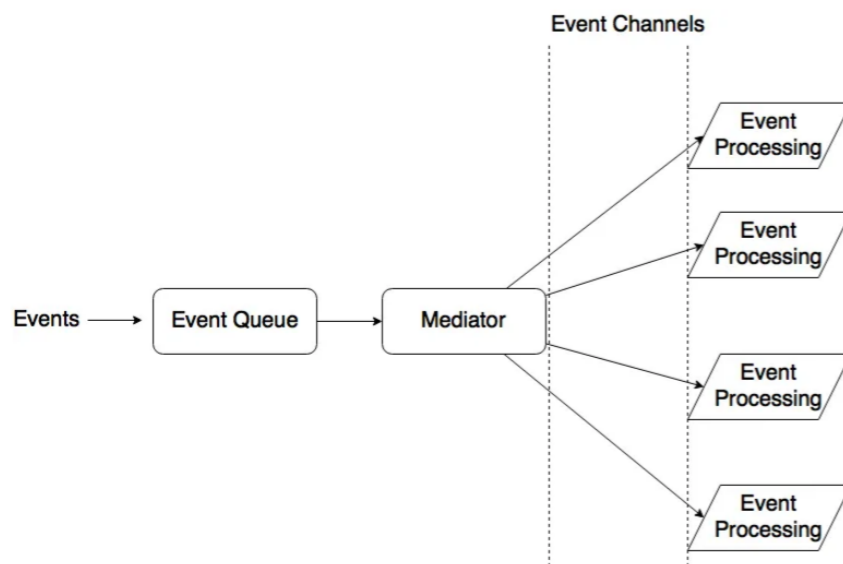 Event Channels
Event
Processing
Event
Processing
Events
Event Queue
Mediator
Event
Processing
Event
Processing